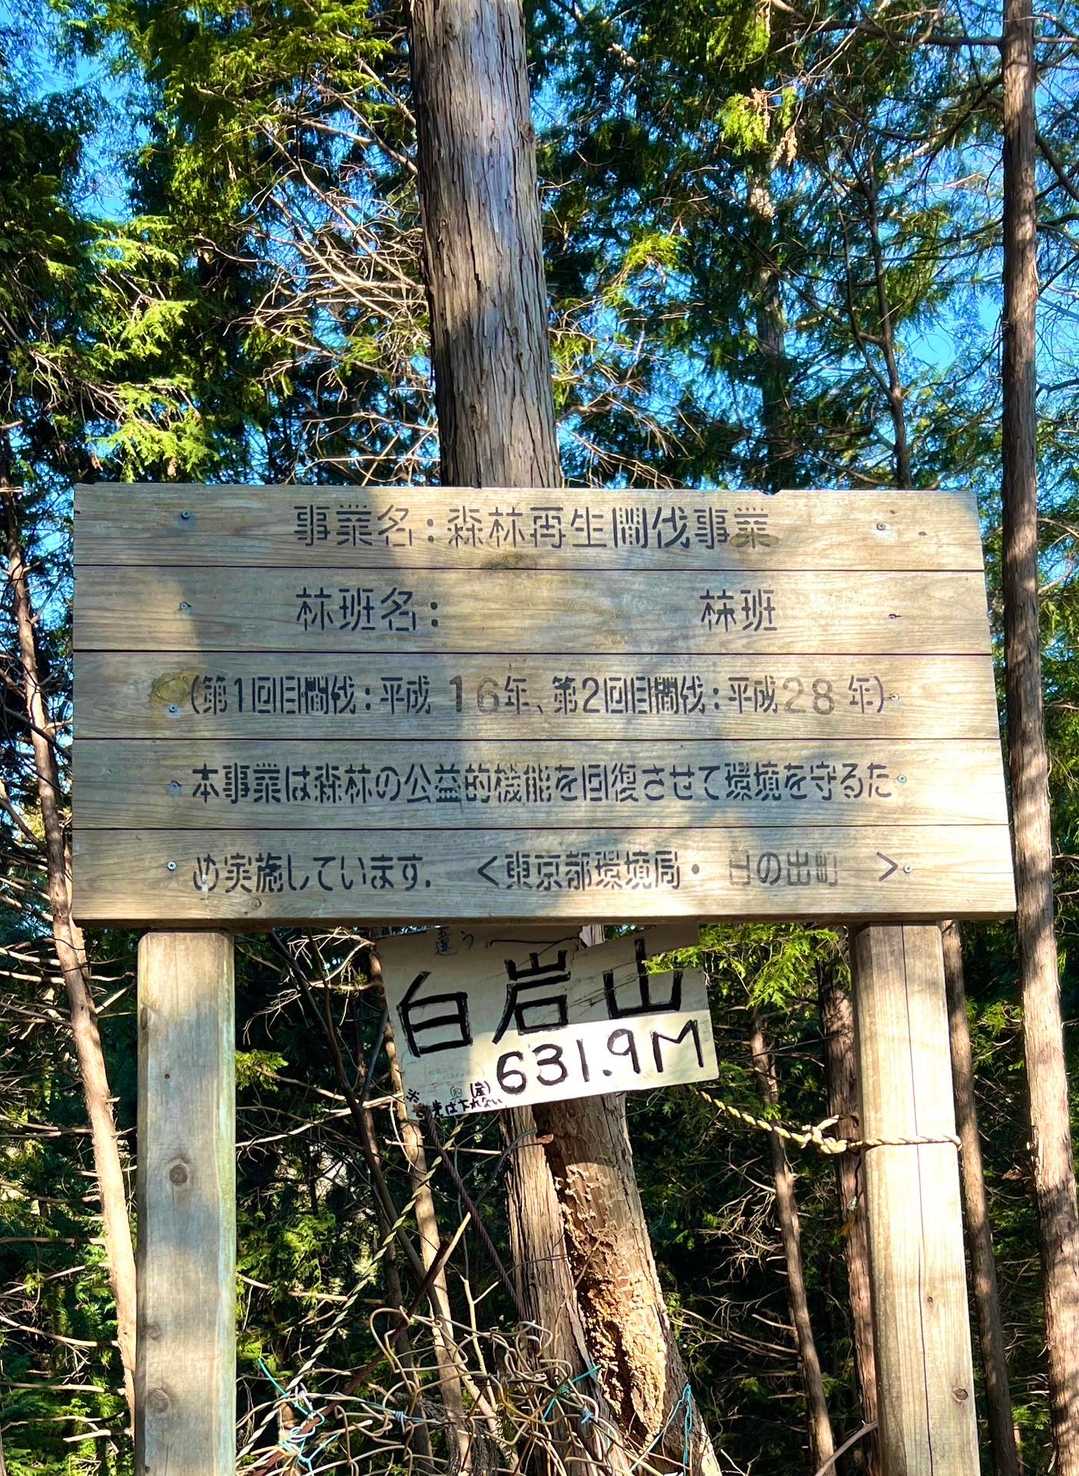 事業名:森林再生間伐事業
林班名: 林班
(第1回目間伐:平成 16年、第2回目間伐:平成28年)
本事業は森林の公益的機能を回復させて環境を守るた
め実施しています. <東京都環境局・ 日の出町 >
違う
白岩山
631.9M